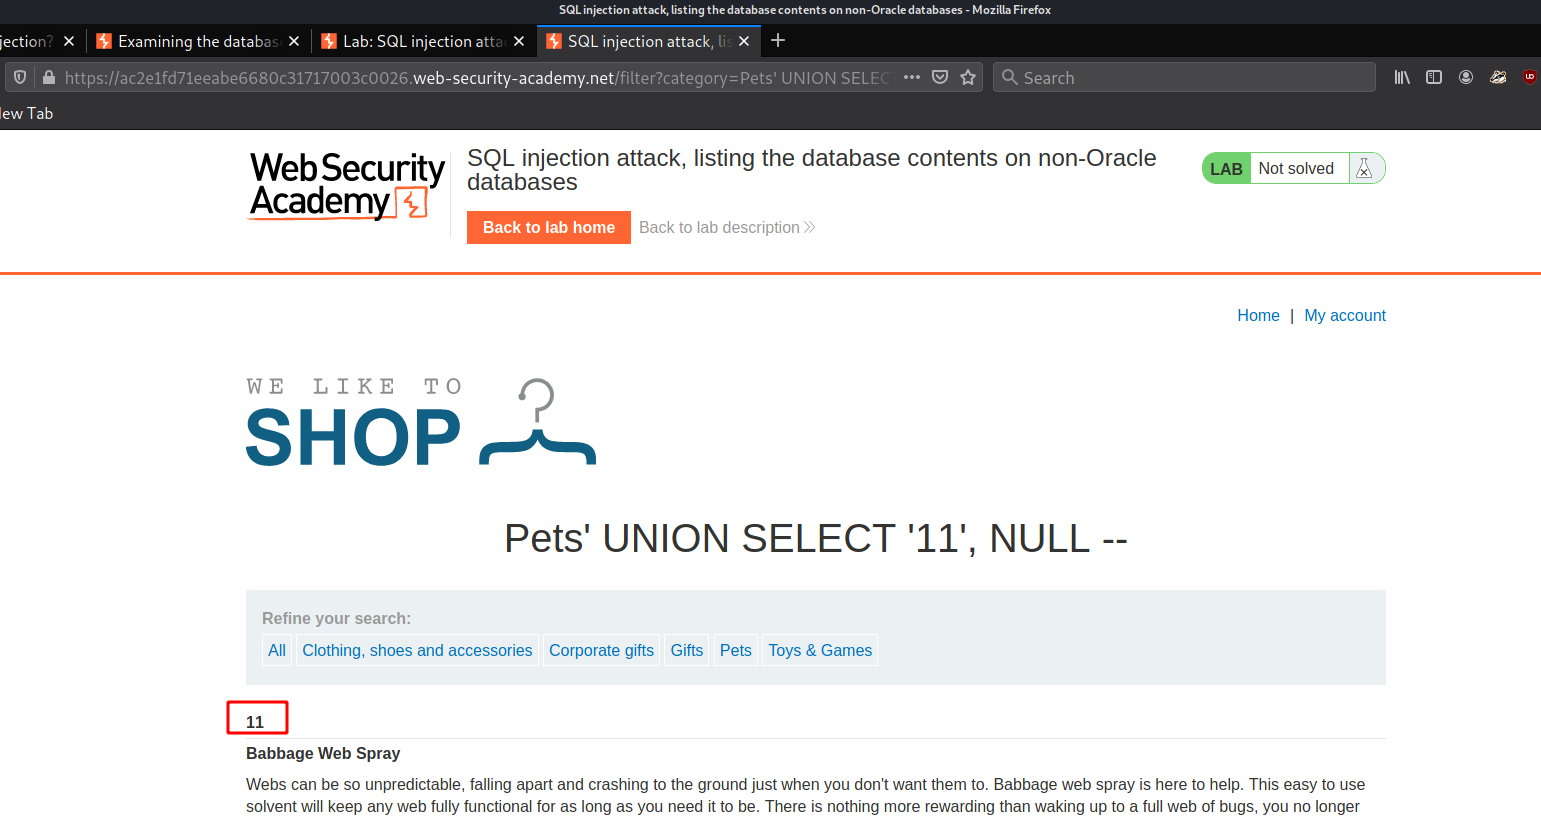 SQL injection attack, listing the database contents on non-Oracle databases - Mozilla Firefox
jection? Examining the databas Lab: SQL injection atta SQL injection attack, lis
https://ac2e1fd71eeabe6680c31717003c0026.web-security-academy.net/filter?category=Pets' UNION SELEC Search
ew Tab
Web Security
Academy
SQL injection attack, listing the database contents on non-Oracle
databases
LAB Not solved
Back to lab home Back to lab description
Home | My account
WE LIKE TO
SHOP
Pets' UNION SELECT '11', NULL --
Refine your search:
All Clothing, shoes and accessories Corporate gifts Gifts Pets Toys & Games
11
Babbage Web Spray
Webs can be so unpredictable, falling apart and crashing to the ground just when you don't want them to. Babbage web spray is here to help. This easy to use
solvent will keep any web fully functional for as long as you need it to be. There is nothing more rewarding than waking up to a full web of bugs, you no longer